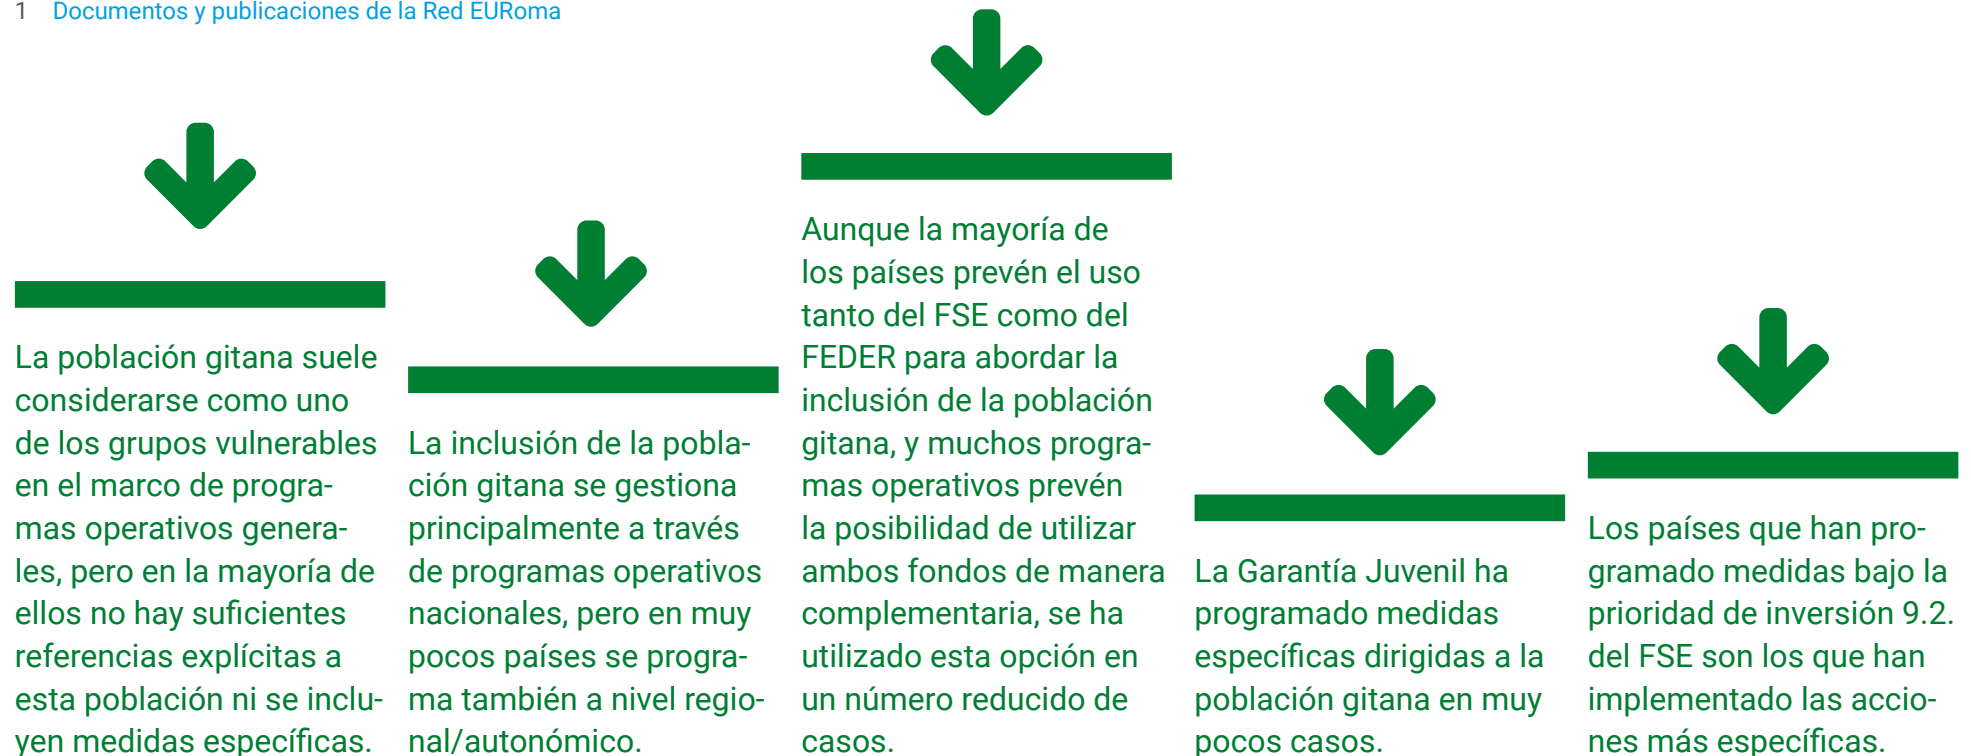 1 Documentos y publicaciones de la Red EURoma
La población gitana suele
considerarse como uno
de los grupos vulnerables
en el marco de progra-
mas operativos genera-
les, pero en la mayoría de
ellos no hay suficientes
referencias explícitas a
esta población ni se inclu-
yen medidas específicas.
La inclusión de la pobla-
ción gitana se gestiona
principalmente a través
de programas operativos
nacionales, pero en muy
pocos países se progra-
ma también a nivel regio-
nal/autonómico.
Aunque la mayoría de
los países prevén el uso
tanto del FSE como del
FEDER para abordar la
inclusión de la población
gitana, y muchos progra-
mas operativos prevén
la posibilidad de utilizar
ambos fondos de manera
complementaria, se ha
utilizado esta opción en
un número reducido de
casos.
La Garantía Juvenil ha
programado medidas
específicas dirigidas a la
población gitana en muy
pocos casos.
Los países que han pro-
gramado medidas bajo la
prioridad de inversión 9.2.
del FSE son los que han
implementado las accio-
nes más específicas.